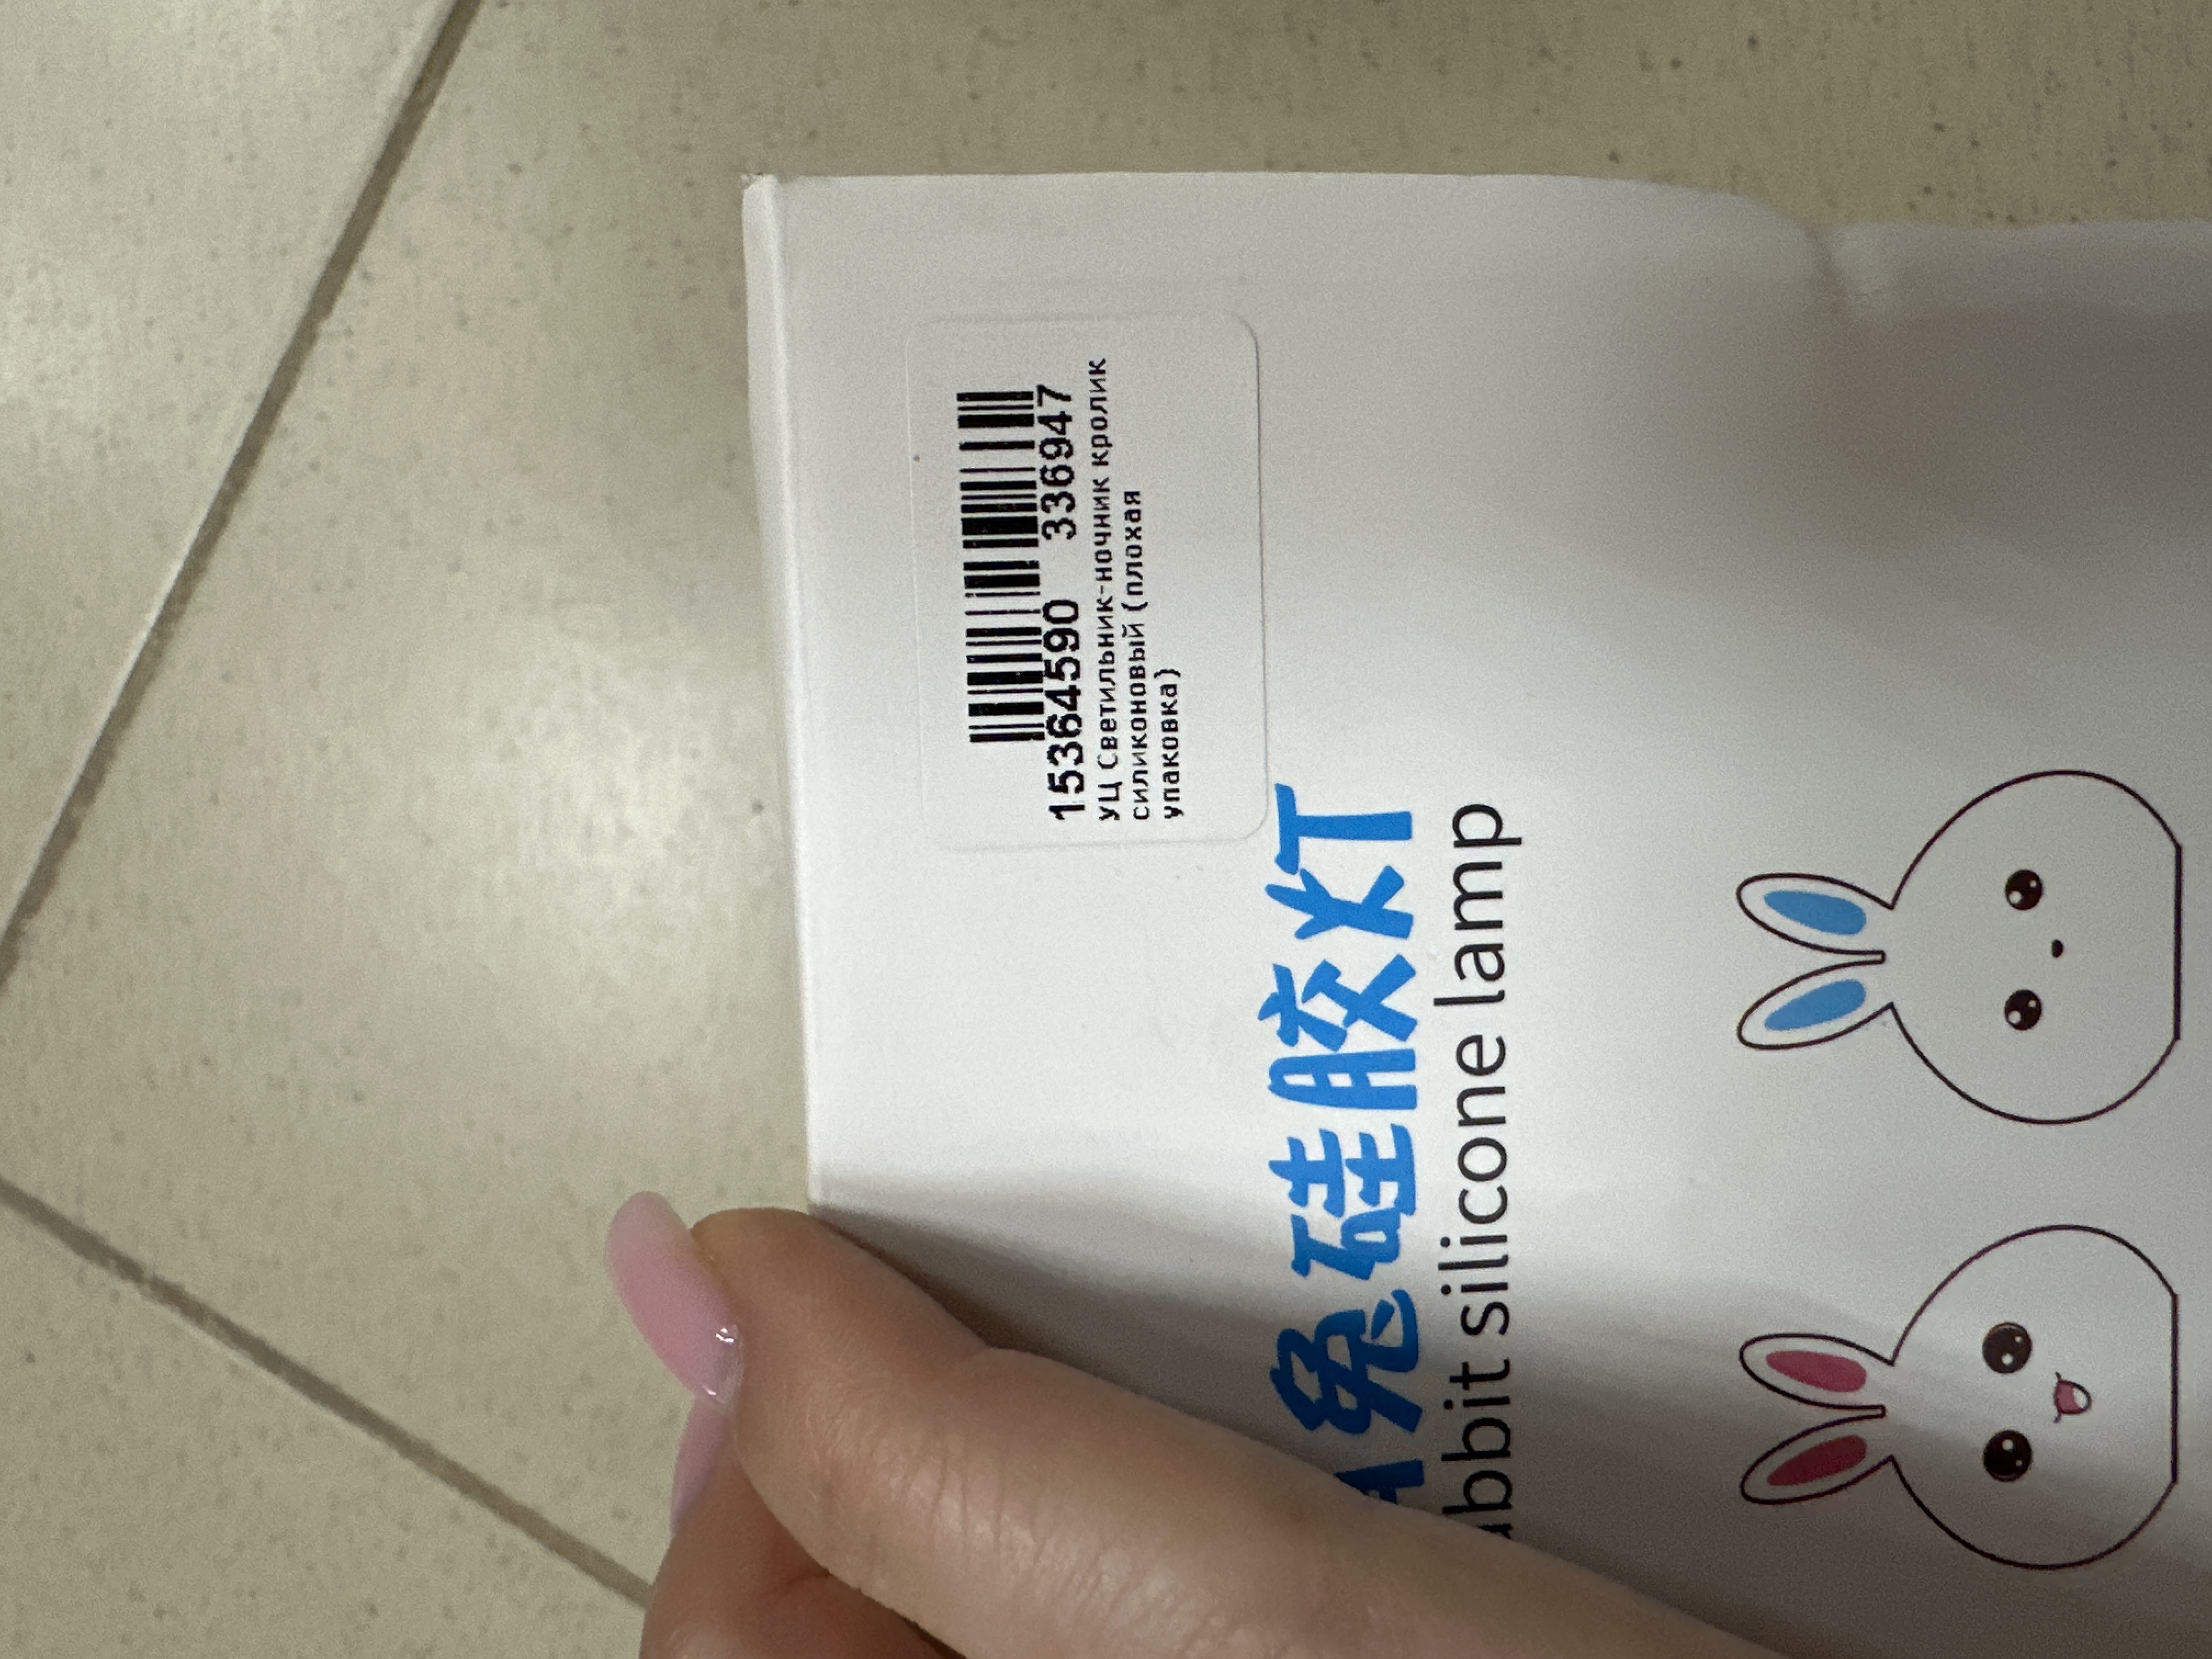 15364590 336947
УЦ Светильник-ночник кролик
силиконовый (плохая
упаковка}
兔硅胶灯
silicone lamp